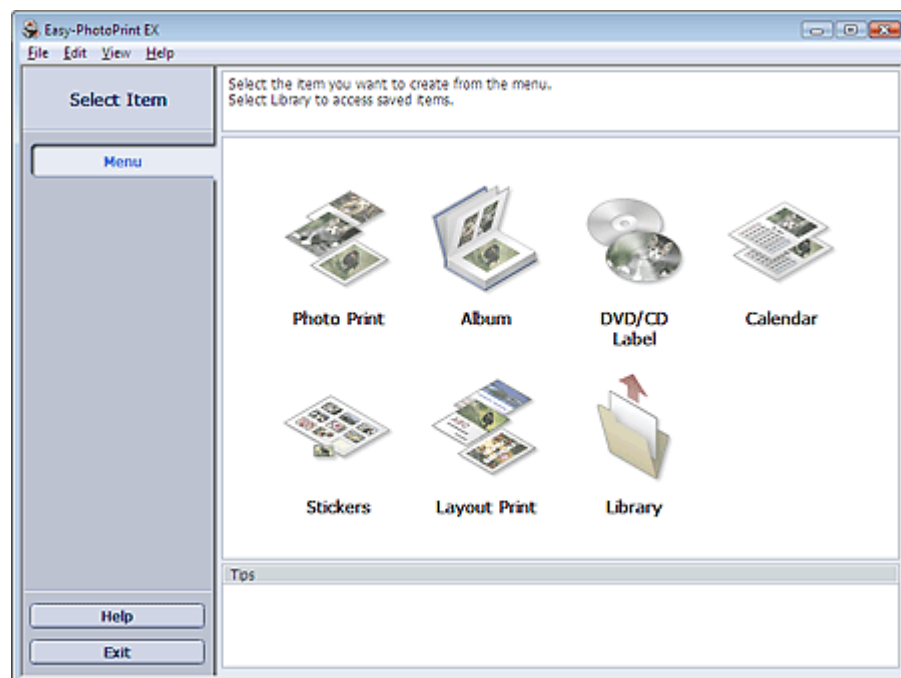 Easy-PhotoPrint EX
File Edit View Help
Select Item
Select the item you want to create from the menu.
Select Library to access saved items.
Menu
Photo Print
Album
DVD/CD
Label
Calendar
Stickers
Layout Print
Library
Tips
Help
Exit